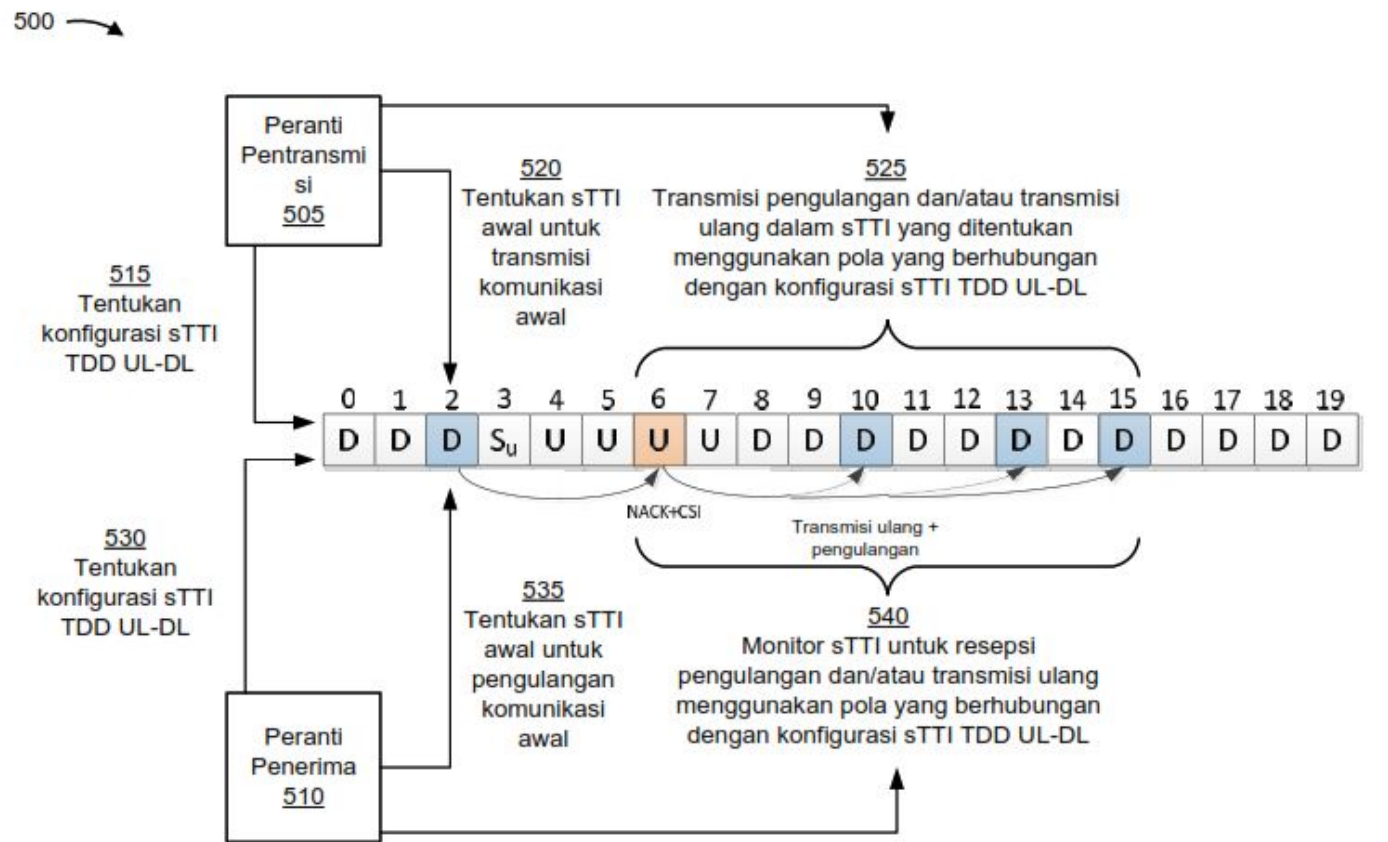 500
Peranti
Pentransmi
si
505
520
Tentukan sTTI
awal untuk
transmisi
komunikasi
awal
525
Transmisi pengulangan dan/atau transmisi
ulang dalam sTTI yang ditentukan
menggunakan pola yang berhubungan
dengan konfigurasi sTTI TDD UL-DL
515
Tentukan
konfigurasi sTTI
TDD UL-DL
0 1 2 3 4 5 6 7 8 9 10 11 12 13 14 15 16 17 18 19
D D D Su U U U U D D D D D D D D D D D D
NACK+CSI
Transmisi ulang +
pengulangan
530
Tentukan
konfigurasi sTTI
TDD UL-DL
535
Tentukan sTTI
awal untuk
pengulangan
komunikasi
awal
540
Monitor sTTI untuk resepsi
pengulangan dan/atau transmisi ulang
menggunakan pola yang berhubungan
dengan konfigurasi sTTI TDD UL-DL
Peranti
Penerima
510